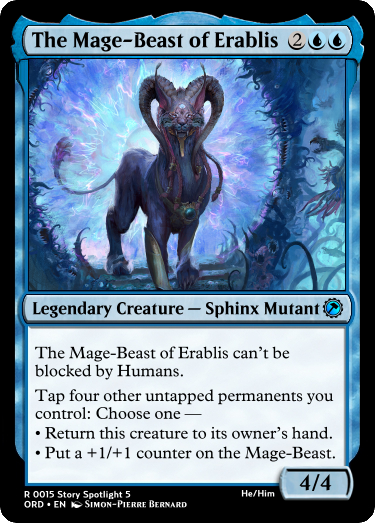 The Mage-Beast of Erablis 2
Legendary Creature — Sphinx Mutant
The Mage-Beast of Erablis can't be
blocked by Humans.
Tap four other untapped permanents you
control: Choose one —
• Return this creature to its owner's hand.
• Put a +1/+1 counter on the Mage-Beast.
4/4
R 0015 Story Spotlight 5 He/Him
ORD • EN Simon-Pierre Bernard